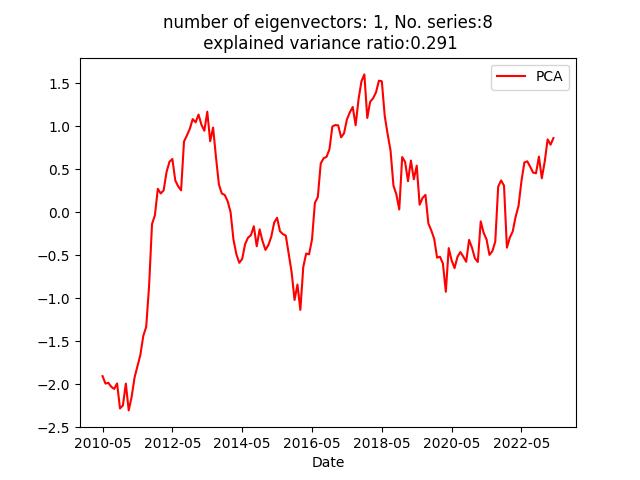 number of eigenvectors: 1, No. series:8
explained variance ratio:0.291
PCA
1.5
1.0
0.5
0.0
−0.5
−1.0
−1.5
−2.0
−2.5
2010-05 2012-05 2014-05 2016-05 2018-05 2020-05 2022-05
Date